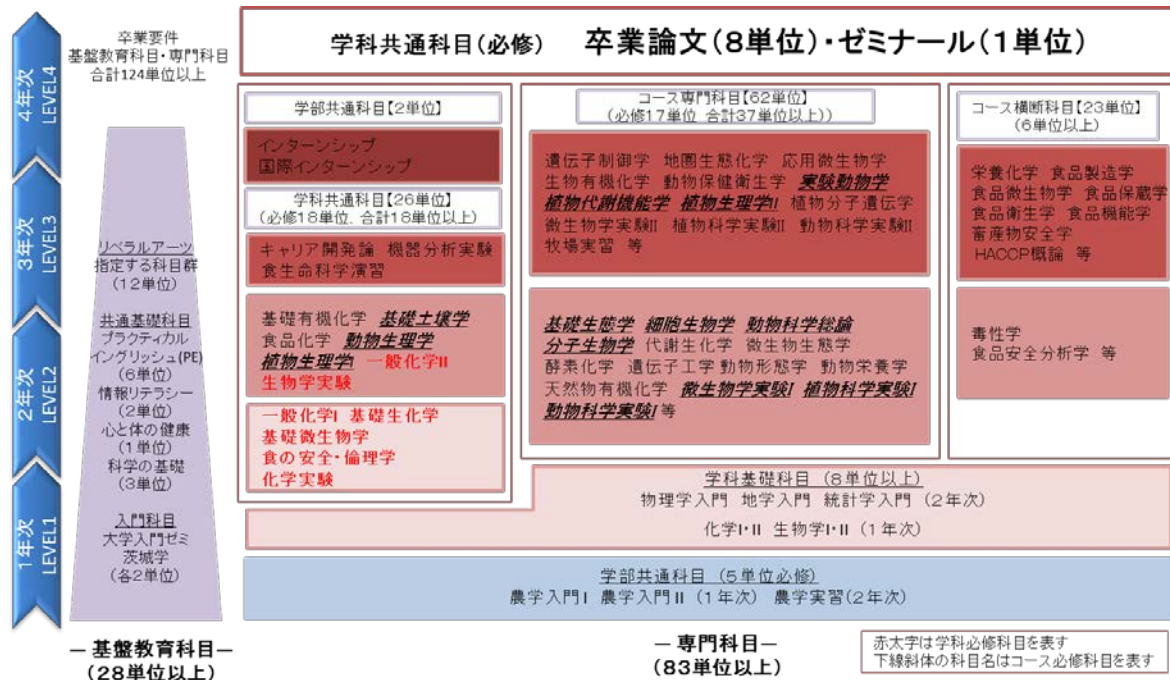 4年次
LEVEL4
3年次
LEVEL3
2年次
LEVEL2
1年次
LEVEL1
卒業要件
基盤教育科目・専門科目
合計124単位以上
リベラルアーツ
指定する科目群
(12単位)
共通基礎科目
プラクティカル
イングリッシュ(PE)
(6単位)
情報リテラシー
(2単位)
心と体の健康
(1単位)
科学の基礎
(3単位)
入門科目
大学入門ゼミ
茨城学
(各2単位)
― 基盤教育科目―
(28単位以上)
学科共通科目(必修) 卒業論文(8単位)・ゼミナール(1単位)
学部共通科目【2単位】
インターンシップ
国際インターンシップ
学科共通科目【26単位】
(必修18単位、合計18単位以上)
キャリア開発論 機器分析実験
食生命科学演習
基礎有機化学 基礎土壌学
食品化学 動物生理学
植物生理学I 一般化学II
生物学実験
一般化学I 基礎生化学
基礎微生物学
食の安全・倫理学
化学実験
コース専門科目【62単位】
(必修17単位 合計37単位以上))
遺伝子制御学 地圏生態化学 応用微生物学
生物有機化学 動物保健衛生学 実験動物学
植物代謝機能学 植物生理学II 植物分子遺伝学
微生物学実験II 植物科学実験II 動物科学実験II
牧場実習 等
基礎生態学 細胞生物学 動物科学総論
分子生物学 代謝生化学 微生物生態学
酵素化学 遺伝子工学 動物形態学 動物栄養学
天然物有機化学 微生物学実験I 植物科学実験I
動物科学実験I 等
コース横断科目【23単位】
(6単位以上)
栄養化学 食品製造学
食品微生物学 食品保蔵学
食品衛生学 食品機能学
畜産物安全学
HACCP概論 等
毒性学
食品安全分析学 等
学科基礎科目 (8単位以上)
物理学入門 地学入門 統計学入門 (2年次)
化学I・II 生物学I・II (1年次)
学部共通科目 (5単位必修)
農学入門I 農学入門II (1年次) 農学実習(2年次)
― 専門科目―
(83単位以上)
赤太字は学科必修科目を表す
下線斜体の科目名はコース必修科目を表す